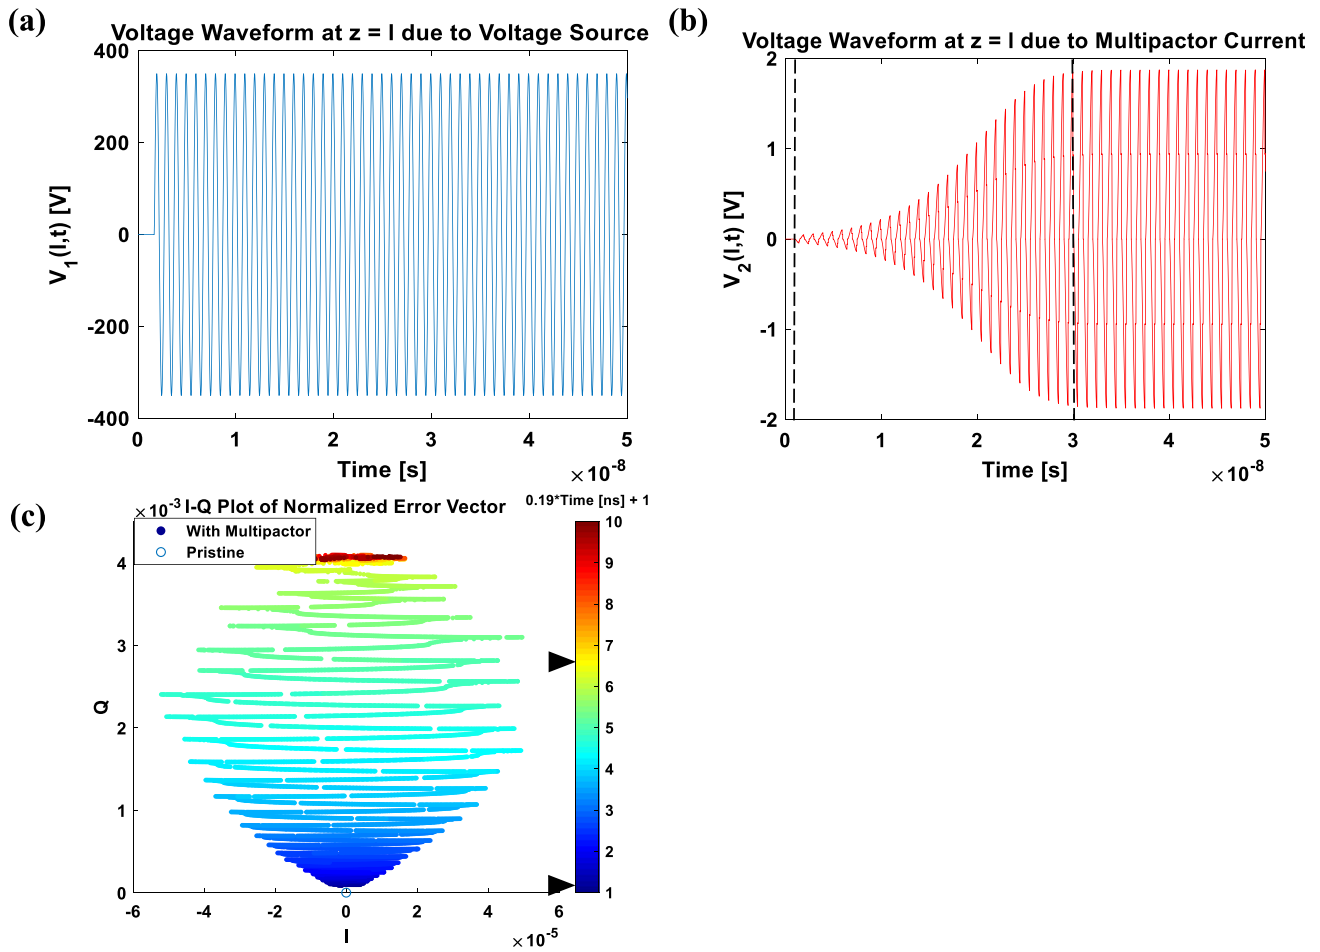 (a)
Voltage Waveform at z = l due to Voltage Source
400
200
0
-200
-400
V1(l,t) [V]
0 1 2 3 4 5
Time [s]
×10-8
(b)
Voltage Waveform at z = l due to Multipactor Current
2
1
0
-1
-2
V2(l,t) [V]
0 1 2 3 4 5
Time [s]
×10-8
(c)
×10-3 I-Q Plot of Normalized Error Vector
With Multipactor
Pristine
4
3
2
1
0
Q
-6 -4 -2 0 2 4 6
I
×10-5
0.19*Time [ns] + 1
10
9
8
7
6
5
4
3
2
1